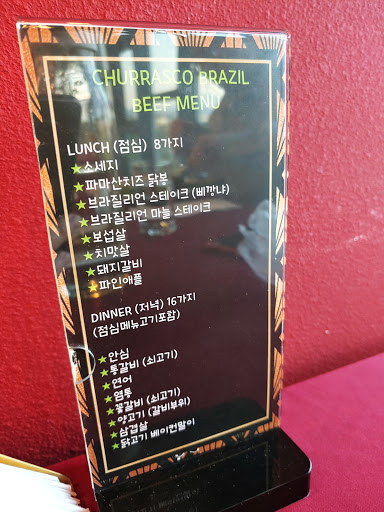 CHURRASCO BRAZIL
BEEF MENU
LUNCH (점심) 8가지
★소세지
★파마산치즈 닭봉
★브라질리언 스테이크 (삐깡냐)
★브라질리언 마늘 스테이크
★보섭살
★치맛살
★돼지갈비
★파인애플
DINNER (저녁) 16가지
(점심메뉴고기포함)
★안심
★통갈비 (쇠고기)
★연어
★염통
★꽃갈비 (쇠고기)
★양고기 (갈비부위)
★삼겹살
★닭고기 베이컨말이